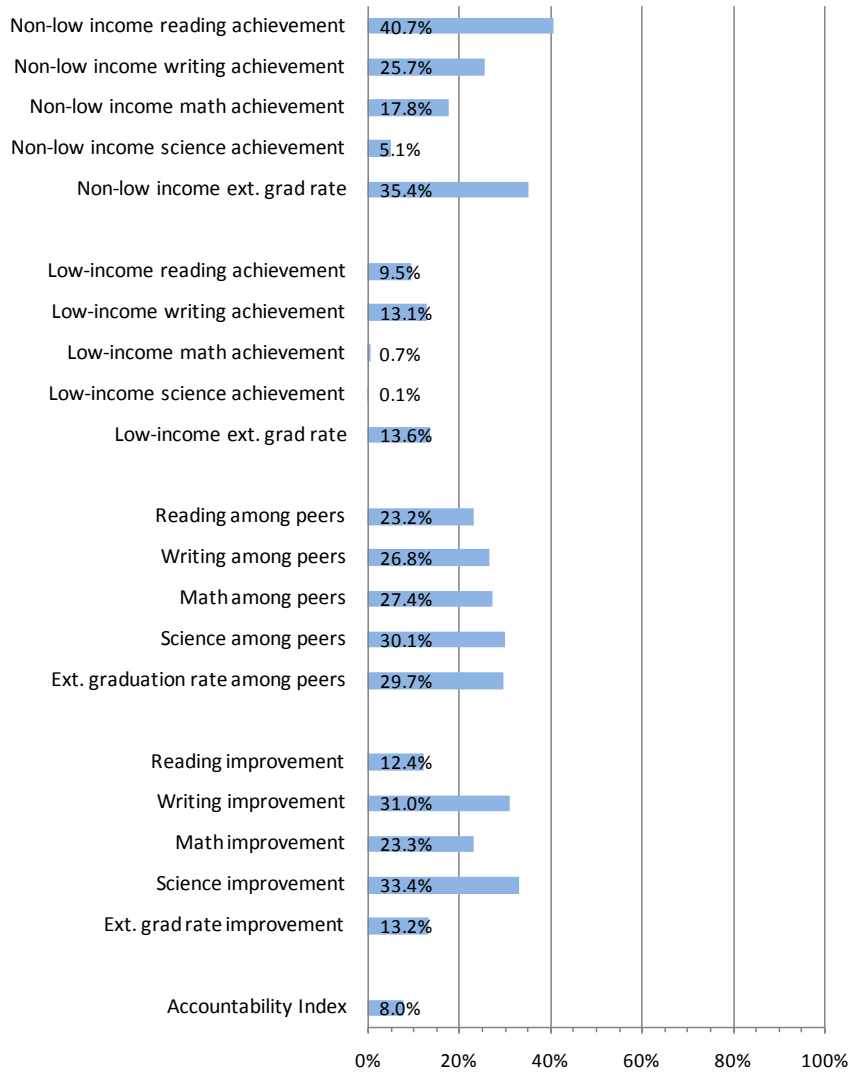 Non-low income reading achievement 40.7%
Non-low income writing achievement 25.7%
Non-low income math achievement 17.8%
Non-low income science achievement 5.1%
Non-low income ext. grad rate 35.4%
Low-income reading achievement 9.5%
Low-income writing achievement 13.1%
Low-income math achievement 0.7%
Low-income science achievement 0.1%
Low-income ext. grad rate 13.6%
Reading among peers 23.2%
Writing among peers 26.8%
Math among peers 27.4%
Science among peers 30.1%
Ext. graduation rate among peers 29.7%
Reading improvement 12.4%
Writing improvement 31.0%
Math improvement 23.3%
Science improvement 33.4%
Ext. grad rate improvement 13.2%
Accountability Index 8.0%
0% 20% 40% 60% 80% 100%